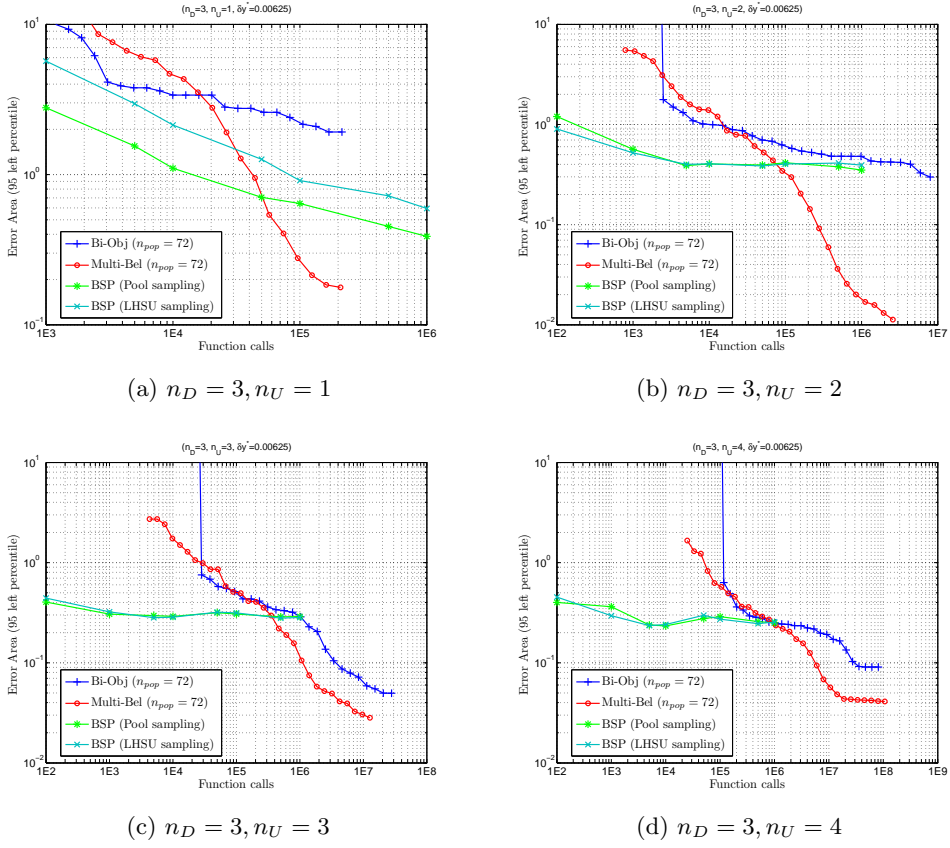 (n_D=3, n_U=1, δy*=0.00625)
10^1
10^0
10^-1
Error Area (95 left percentile)
Bi-Obj (n_pop = 72)
Multi-Bel (n_pop = 72)
BSP (Pool sampling)
BSP (LHSU sampling)
1E3 1E4 1E5 1E6
Function calls
(a) n_D = 3, n_U = 1
(n_D=3, n_U=2, δy*=0.00625)
10^1
10^0
10^-1
10^-2
Error Area (95 left percentile)
Bi-Obj (n_pop = 72)
Multi-Bel (n_pop = 72)
BSP (Pool sampling)
BSP (LHSU sampling)
1E2 1E3 1E4 1E5 1E6 1E7
Function calls
(b) n_D = 3, n_U = 2
(n_D=3, n_U=3, δy*=0.00625)
10^1
10^0
10^-1
10^-2
Error Area (95 left percentile)
Bi-Obj (n_pop = 72)
Multi-Bel (n_pop = 72)
BSP (Pool sampling)
BSP (LHSU sampling)
1E2 1E3 1E4 1E5 1E6 1E7 1E8
Function calls
(c) n_D = 3, n_U = 3
(n_D=3, n_U=4, δy*=0.00625)
10^1
10^0
10^-1
10^-2
Error Area (95 left percentile)
Bi-Obj (n_pop = 72)
Multi-Bel (n_pop = 72)
BSP (Pool sampling)
BSP (LHSU sampling)
1E2 1E3 1E4 1E5 1E6 1E7 1E8 1E9
Function calls
(d) n_D = 3, n_U = 4